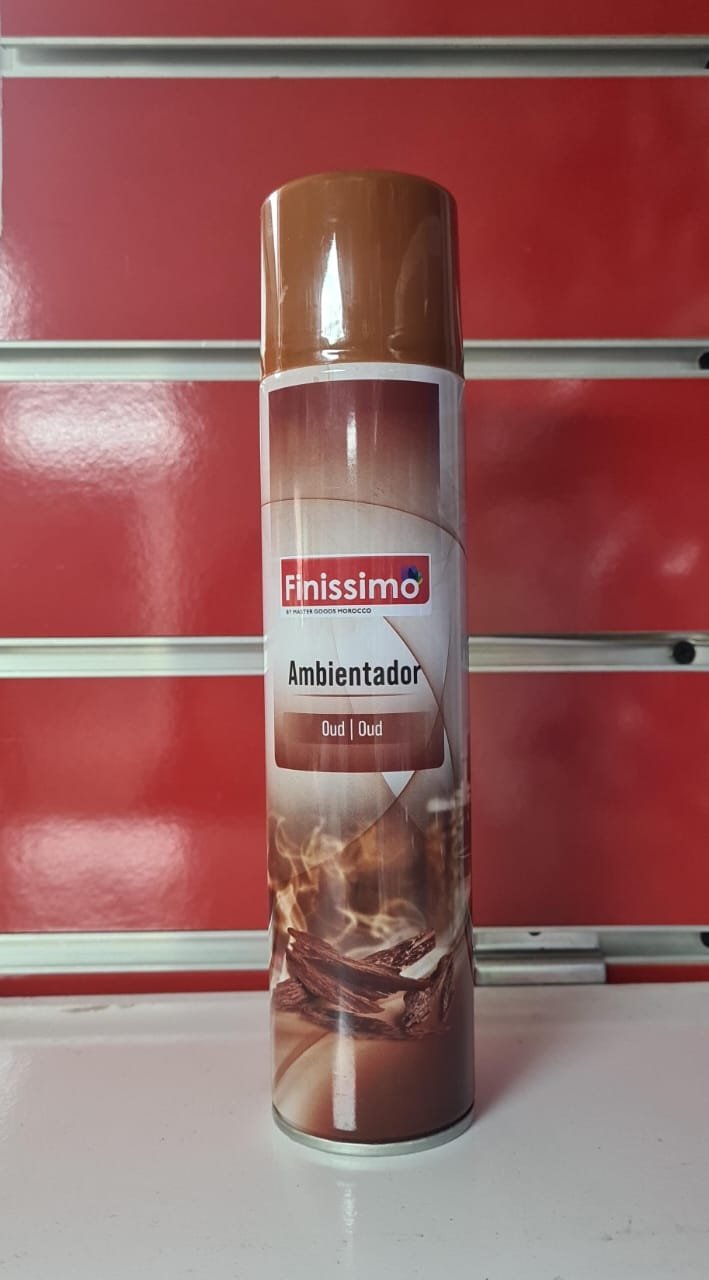 Finissimo
BY MASTER GOODS MOROCCO
Ambientador
Oud | Oud